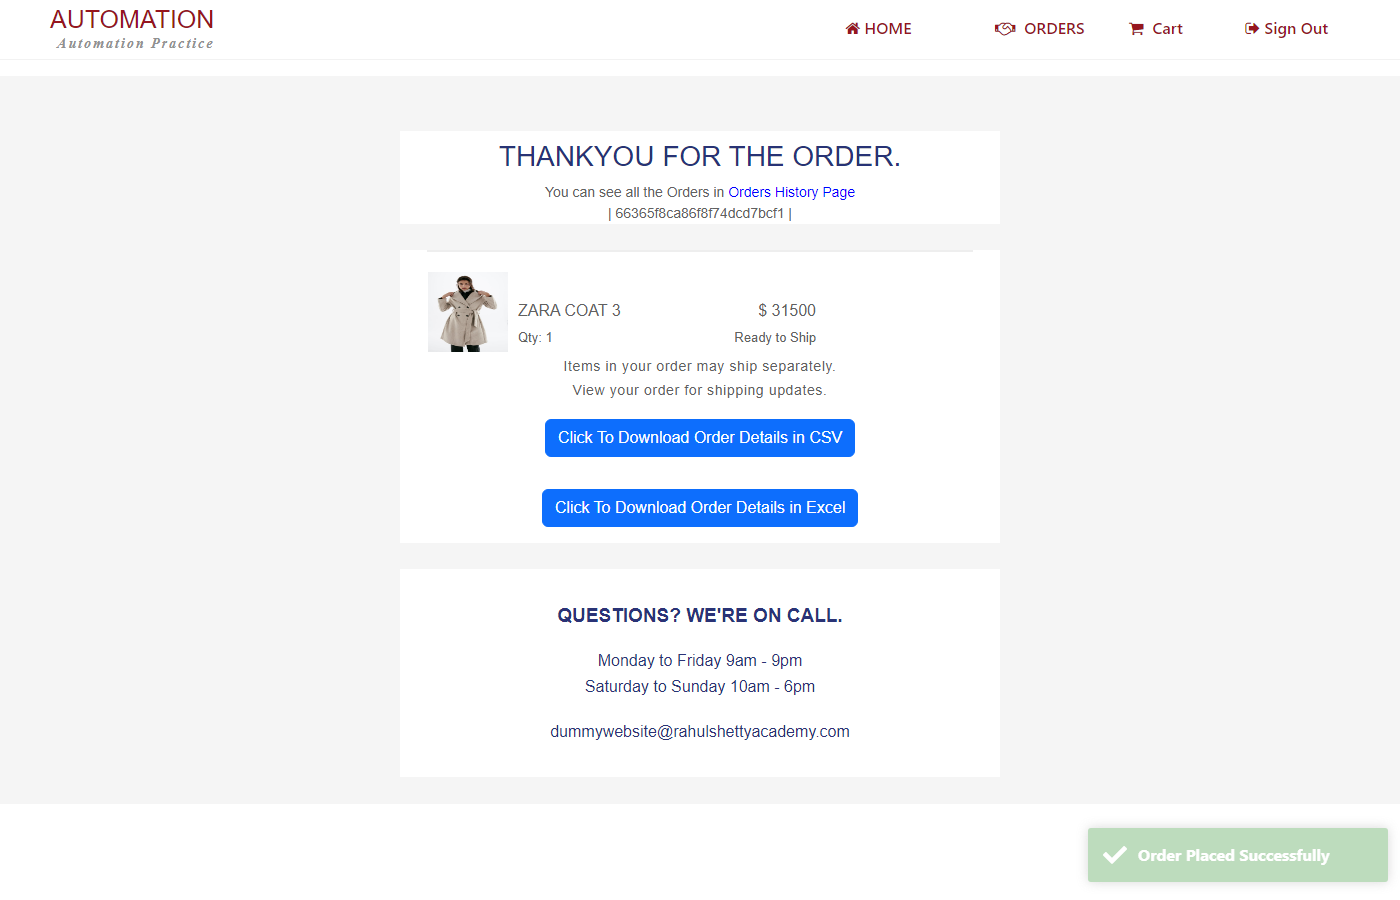 AUTOMATION
Automation Practice
HOME
ORDERS
Cart
Sign Out
THANKYOU FOR THE ORDER.
You can see all the Orders in Orders History Page
| 66365f8ca86f8f74dcd7bcf1 |
ZARA COAT 3
$ 31500
Qty: 1
Ready to Ship
Items in your order may ship separately.
View your order for shipping updates.
Click To Download Order Details in CSV
Click To Download Order Details in Excel
QUESTIONS? WE'RE ON CALL.
Monday to Friday 9am - 9pm
Saturday to Sunday 10am - 6pm
dummywebsite@rahulshettyacademy.com
Order Placed Successfully